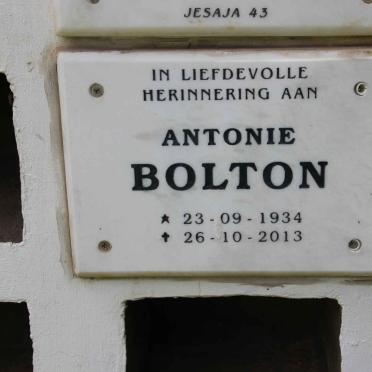 JESAJA 43
IN LIEFDEVOLLE
HERINNERING AAN
ANTONIE
BOLTON
* 23-09-1934
✝ 26-10-2013